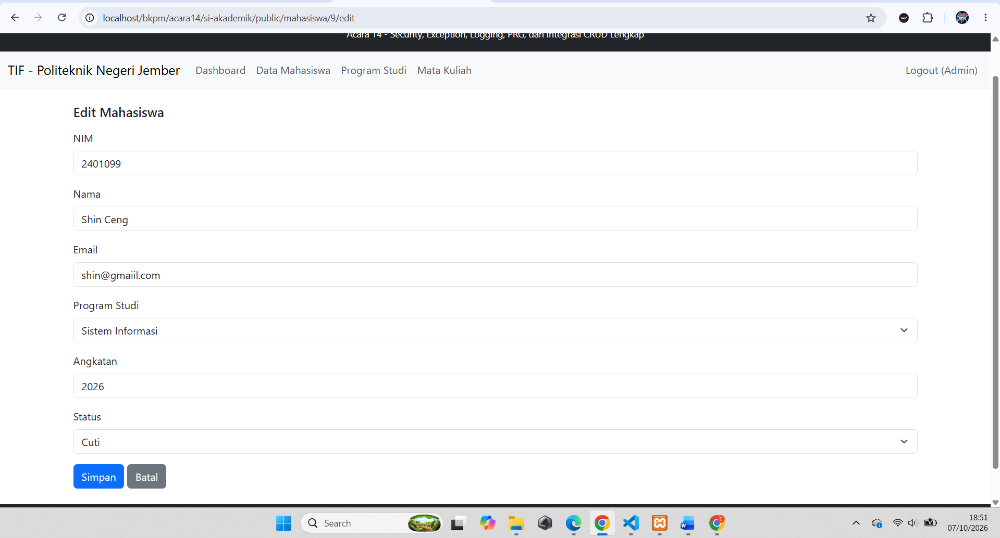 localhost/bkpm/acara14/si-akademik/public/mahasiswa/9/edit
Acara 14 - Security, Exception, Logging, PRG, dan Integrasi CRUD Lengkap
TIF - Politeknik Negeri Jember Dashboard Data Mahasiswa Program Studi Mata Kuliah Logout (Admin)
Edit Mahasiswa
NIM
2401099
Nama
Shin Ceng
Email
shin@gmaiil.com
Program Studi
Sistem Informasi
Angkatan
2026
Status
Cuti
Simpan Batal
Search
18:51
07/10/2026